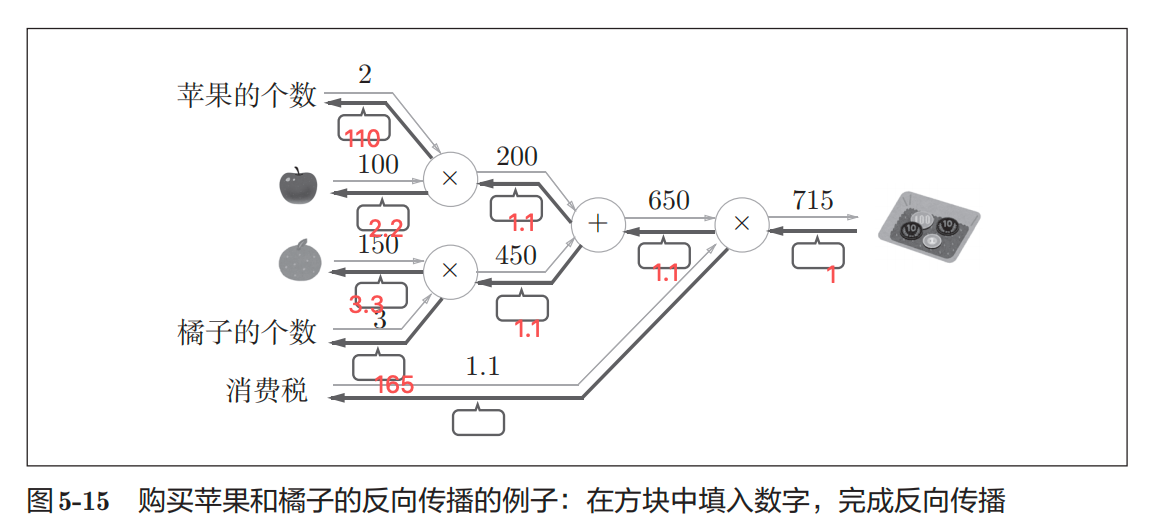 苹果的个数 2
110
100
× 200
2.2 1.1
+ 650 × 715
150
1.1 1
3.3
× 450
1.1
3
橘子的个数
165
1.1
消费税
图5-15 购买苹果和橘子的反向传播的例子：在方块中填入数字，完成反向传播